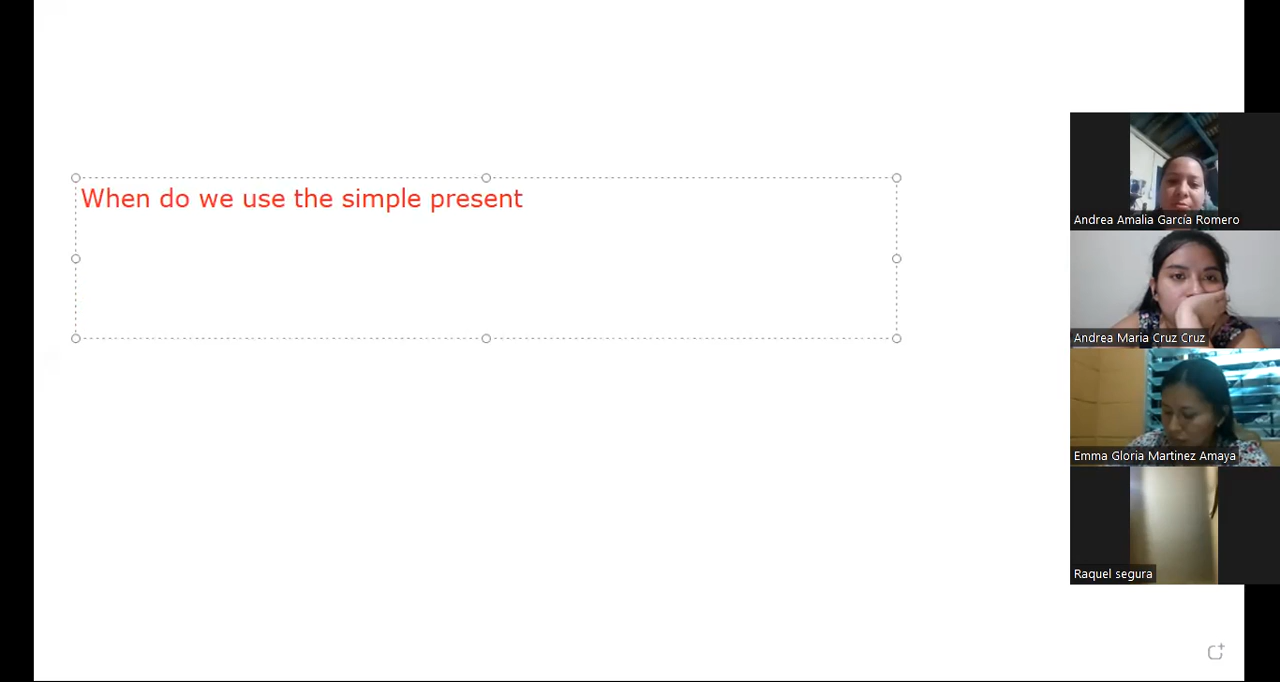 When do we use the simple present
Andrea Amalia García Romero
Andrea Maria Cruz Cruz
Emma Gloria Martinez Amaya
Raquel segura